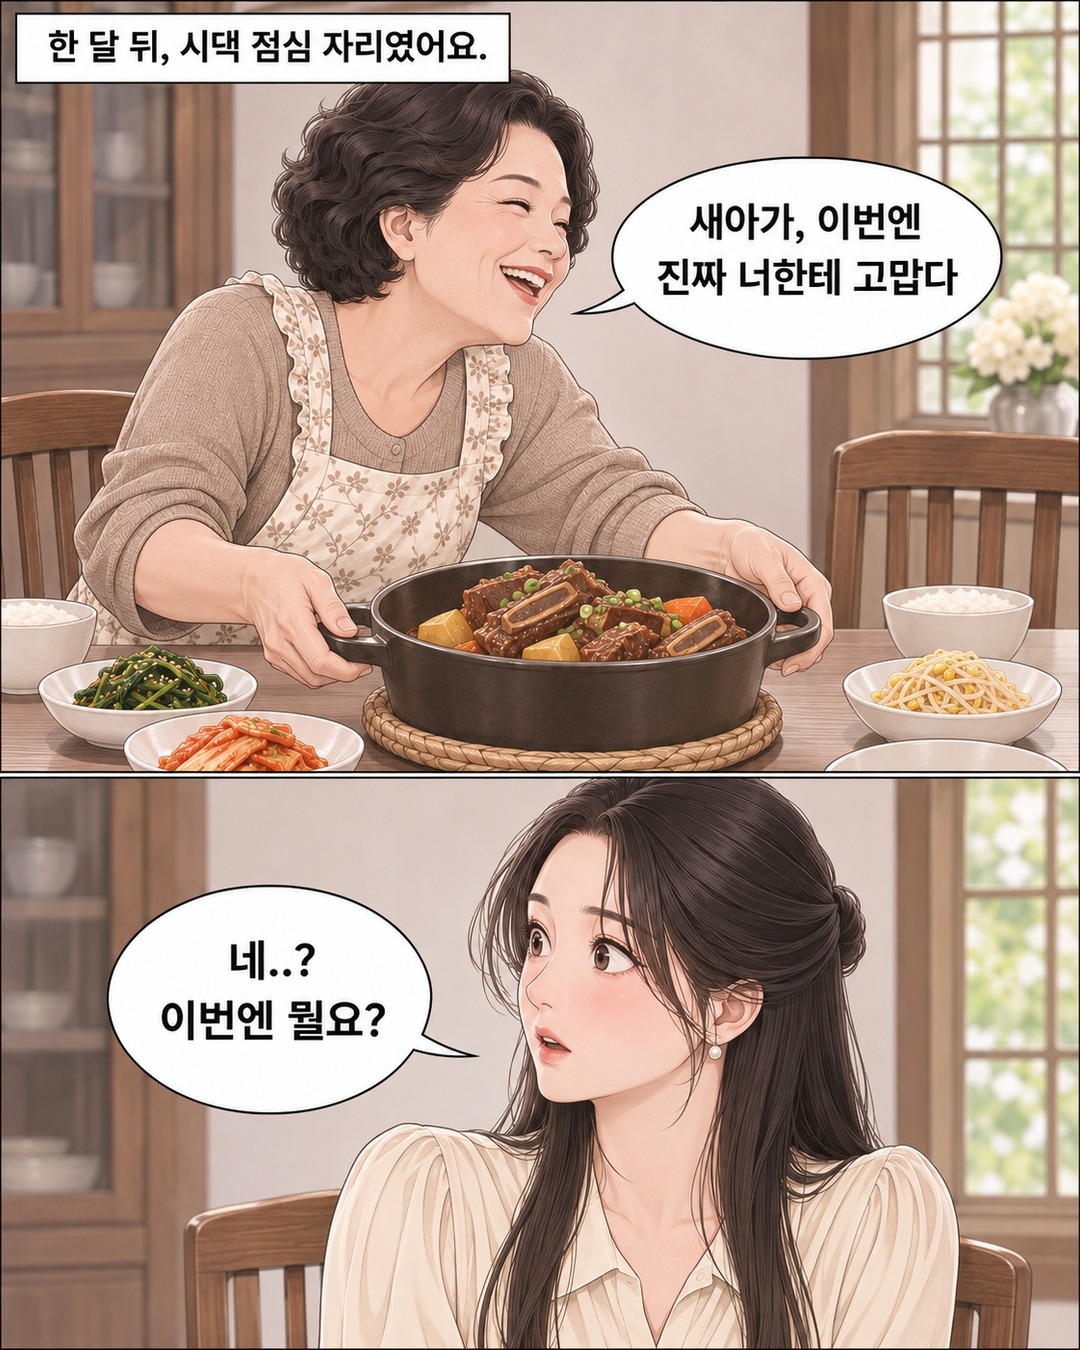 한 달 뒤, 시댁 점심 자리였어요.
새아가, 이번엔
진짜 너한테 고맙다
네..?
이번엔 뭘요?